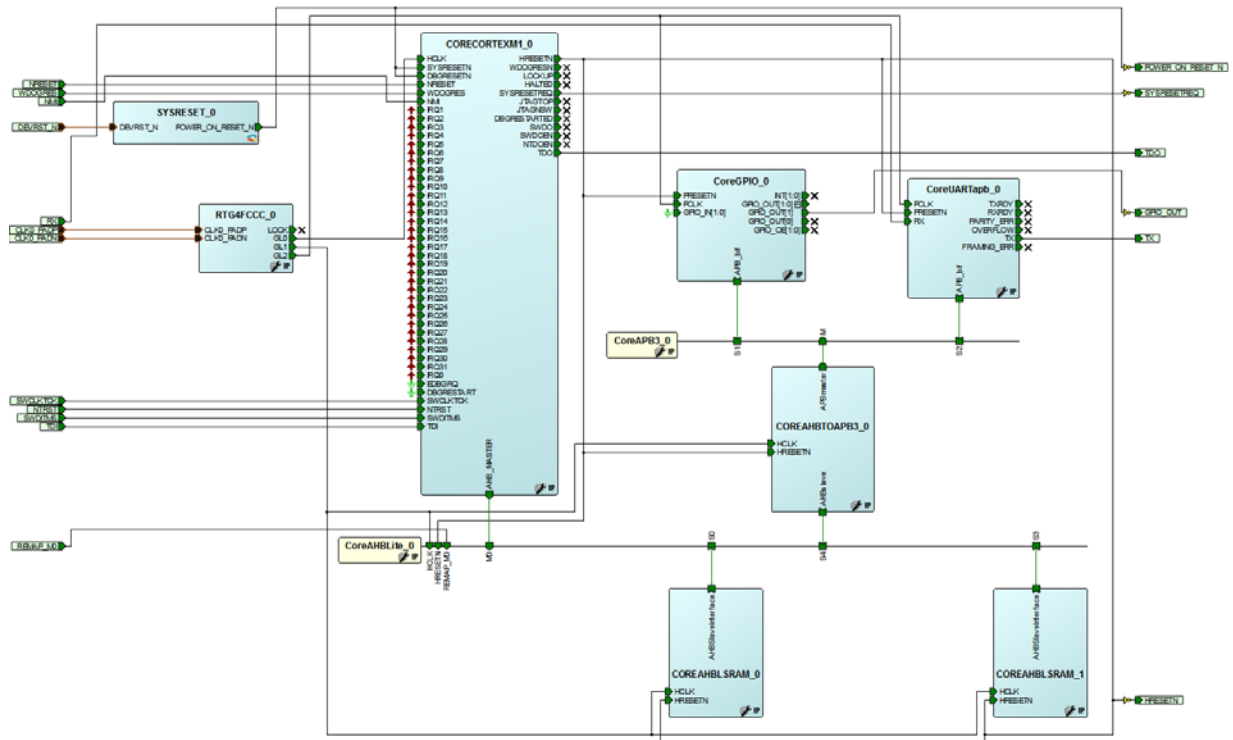 NRESET
WDOGRES
NMI
DEVRST_N
RX
CLK0_PADP
CLK0_PADN
SWCLKTCK
NTRST
SWDITMS
TDI
REMAP_M0
SYSRESET_0
DEVRST_N
POWER_ON_RESET_N
RTG4FCCC_0
CLK0_PADP
CLK0_PADN
LOCK
GL0
GL1
GL2
CORECORTEXM1_0
HCLK
SYSRESETN
DBGRESETN
NRESET
WDOGRES
NMI
IRQ1
IRQ2
IRQ3
IRQ4
IRQ5
IRQ6
IRQ7
IRQ8
IRQ9
IRQ10
IRQ11
IRQ12
IRQ13
IRQ14
IRQ15
IRQ16
IRQ17
IRQ18
IRQ19
IRQ20
IRQ21
IRQ22
IRQ23
IRQ24
IRQ25
IRQ26
IRQ27
IRQ28
IRQ29
IRQ30
IRQ31
IRQ0
EDBGRQ
DBGRESTART
SWCLKTCK
NTRST
SWDITMS
TDI
HRESETN
WDOGRESN
LOCKUP
HALTED
SYSRESETREQ
JTAGTOP
JTAGNSW
DBGRESTARTED
SWDO
SWDOEN
NTDOEN
TDO
AHB_MASTER
CoreGPIO_0
PRESETN
PCLK
GPIO_IN[1:0]
INT[1:0]
GPIO_OUT[1:0]
GPIO_OUT[1]
GPIO_OUT[0]
GPIO_OE[1:0]
APB_bif
CoreUARTapb_0
PCLK
PRESETN
RX
TXRDY
RXRDY
PARITY_ERR
OVERFLOW
TX
FRAMING_ERR
APB_bif
CoreAPB3_0
S1
M
S2
APBmaster
COREAHBTOAPB3_0
HCLK
HRESETN
AHBslave
CoreAHBLite_0
HCLK
HRESETN
REMAP_M0
M0
S0
S4
S3
AHBSlaveInterface
COREAHBLSRAM_0
HCLK
HRESETN
AHBSlaveInterface
COREAHBLSRAM_1
HCLK
HRESETN
POWER_ON_RESET_N
SYSRESETREQ
TDO
GPIO_OUT
TX
HRESETN